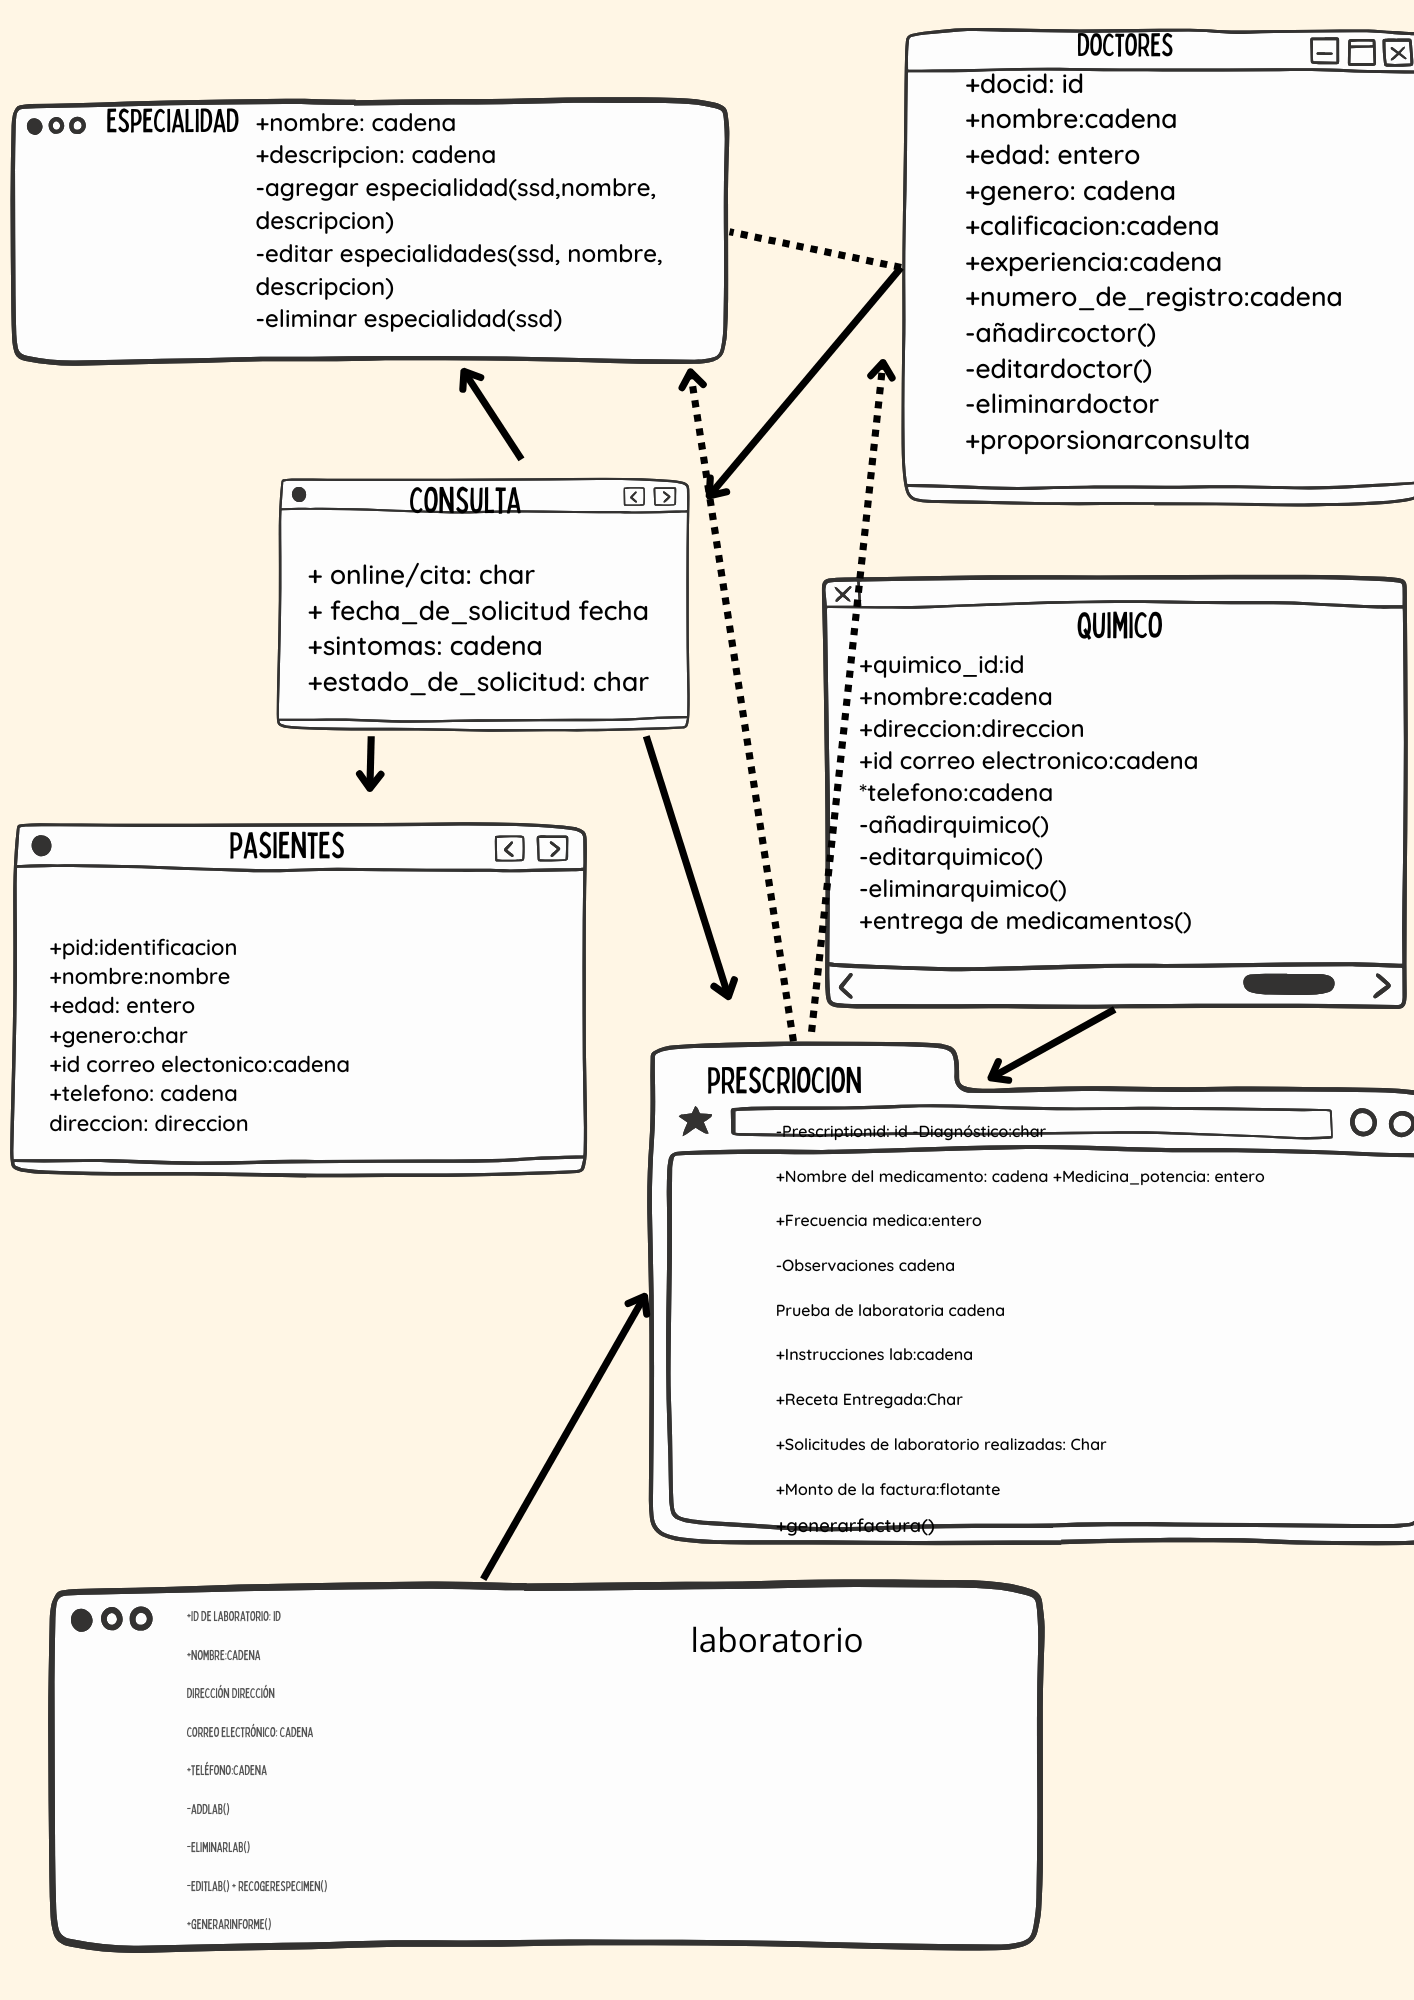 DOCTORES
+docid: id
+nombre:cadena
+edad: entero
+genero: cadena
+calificacion:cadena
+experiencia:cadena
+numero_de_registro:cadena
-añadircoctor()
-editardoctor()
-eliminardoctor
+proporsionarconsulta
ESPECIALIDAD
+nombre: cadena
+descripcion: cadena
-agregar especialidad(ssd,nombre,
descripcion)
-editar especialidades(ssd, nombre,
descripcion)
-eliminar especialidad(ssd)
CONSULTA
+ online/cita: char
+ fecha_de_solicitud fecha
+sintomas: cadena
+estado_de_solicitud: char
QUIMICO
+quimico_id:id
+nombre:cadena
+direccion:direccion
+id correo electronico:cadena
*telefono:cadena
-añadirquimico()
-editarquimico()
-eliminarquimico()
+entrega de medicamentos()
PASIENTES
+pid:identificacion
+nombre:nombre
+edad: entero
+genero:char
+id correo electonico:cadena
+telefono: cadena
direccion: direccion
PRESCRIOCION
-Prescriptionid: id -Diagnóstico:char
+Nombre del medicamento: cadena +Medicina_potencia: entero
+Frecuencia medica:entero
-Observaciones cadena
Prueba de laboratoria cadena
+Instrucciones lab:cadena
+Receta Entregada:Char
+Solicitudes de laboratorio realizadas: Char
+Monto de la factura:flotante
+generarfactura()
laboratorio
+ID DE LABORATORIO: ID
+NOMBRE:CADENA
DIRECCIÓN DIRECCIÓN
CORREO ELECTRÓNICO: CADENA
+TELÉFONO:CADENA
-ADDLAB()
-ELIMINARLAB()
-EDITLAB() + RECOGERESPECIMEN()
+GENERARINFORME()